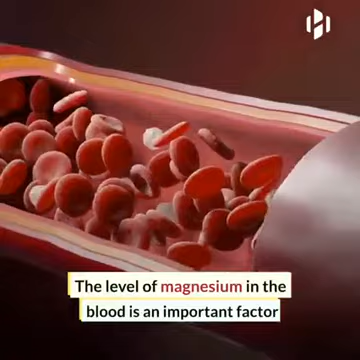 The level of magnesium in the
blood is an important factor